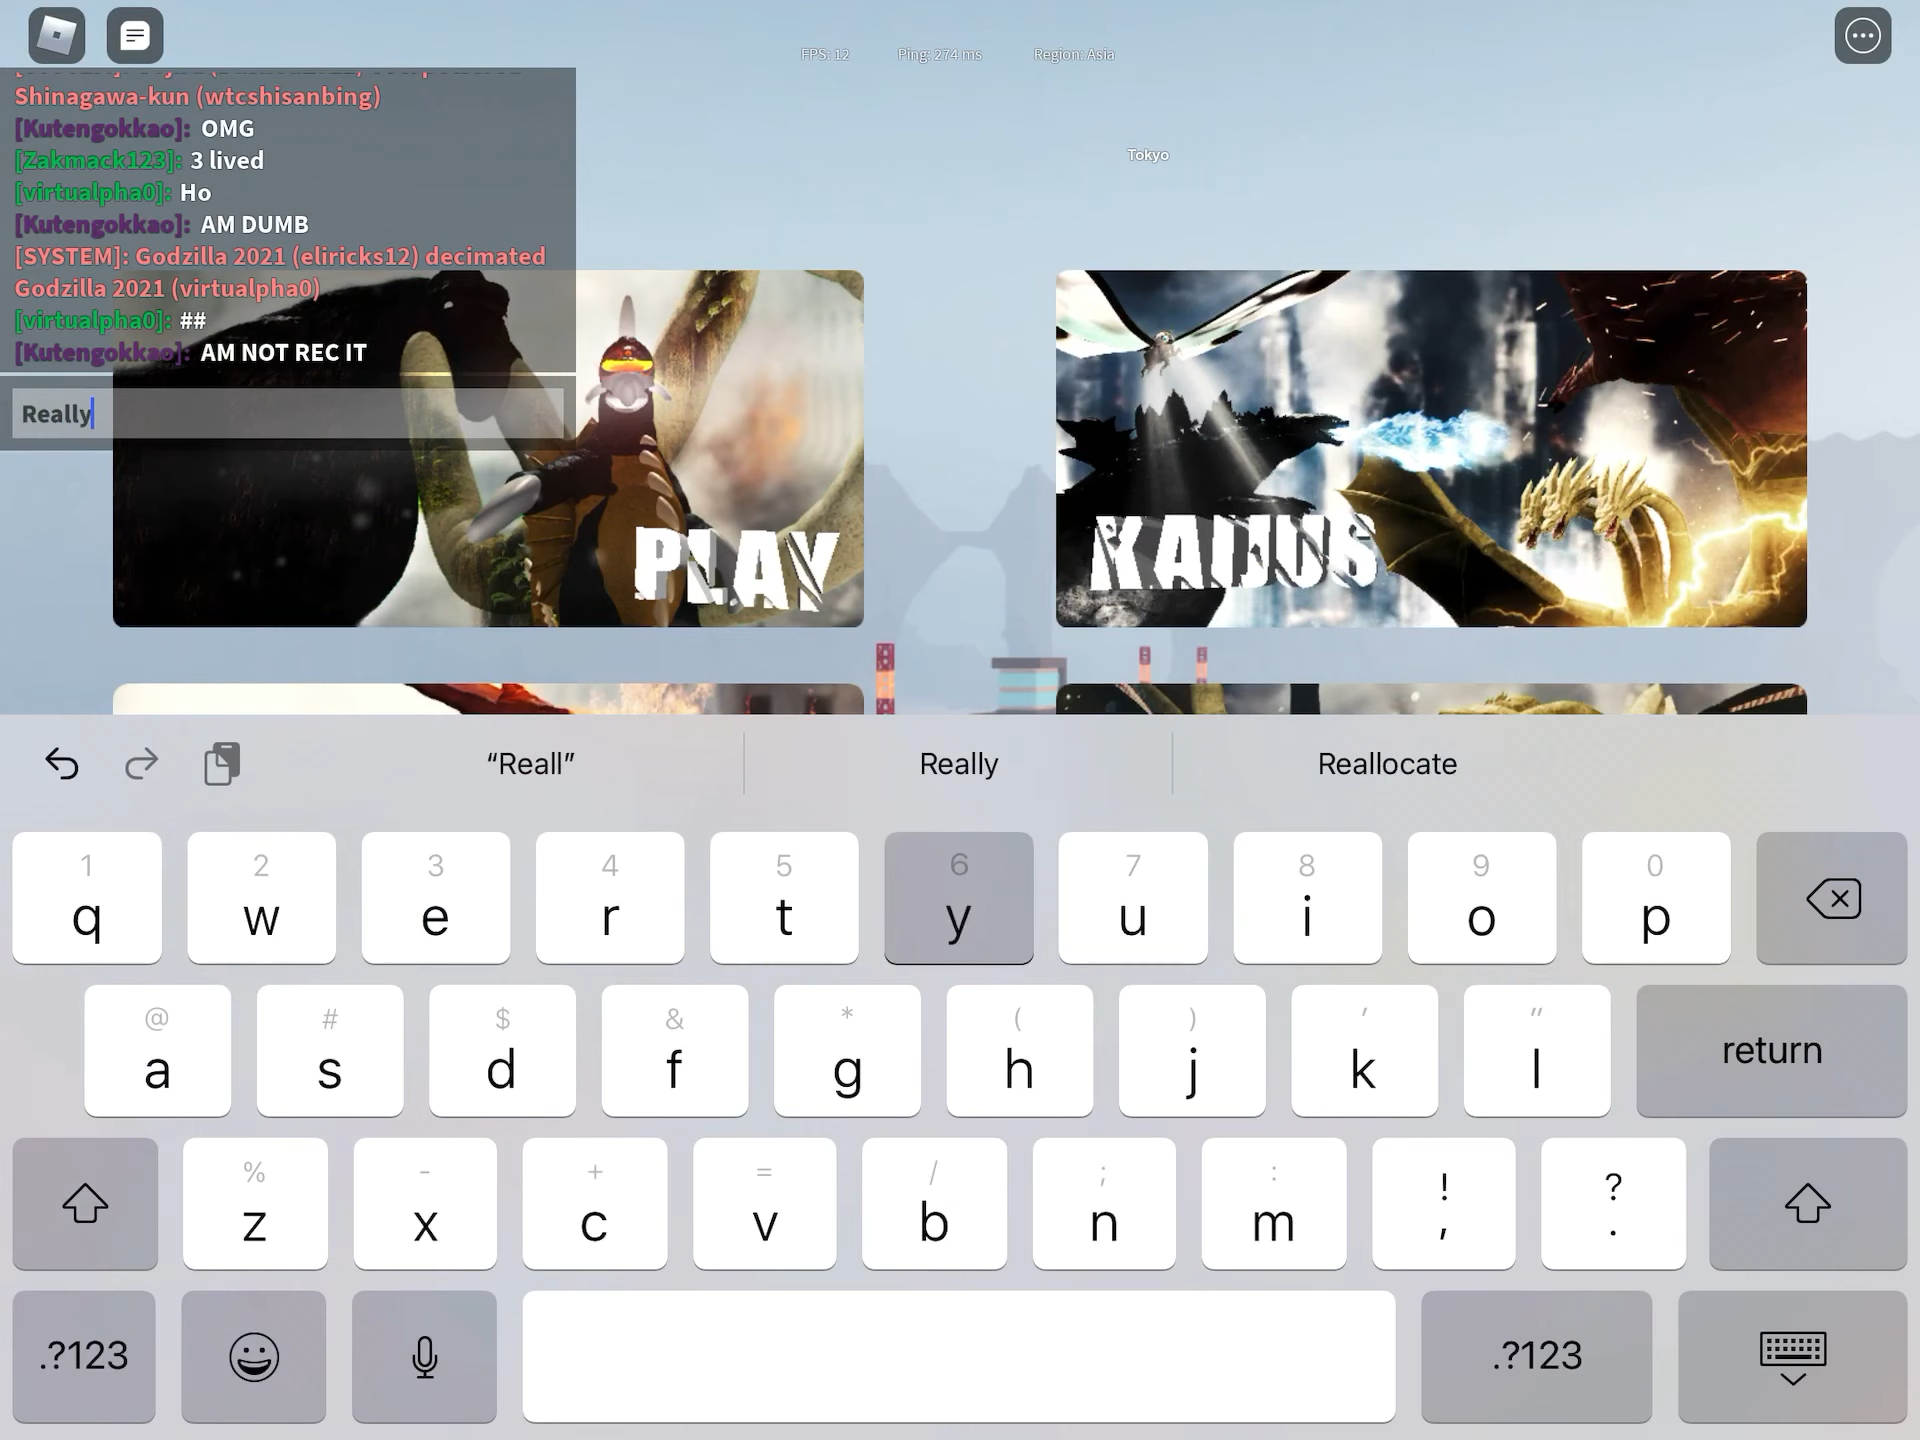 FPS: 12 Ping: 274 ms Region: Asia
Tokyo
Shinagawa-kun (wtcshisanbing)
[Kutengokkao]: OMG
[Zakmack123]: 3 lived
[virtualpha0]: Ho
[Kutengokkao]: AM DUMB
[SYSTEM]: Godzilla 2021 (eliricks12) decimated
Godzilla 2021 (virtualpha0)
[virtualpha0]: ##
[Kutengokkao]: AM NOT REC IT
Really
PLAY
KAIJUS
“Reall” Really Reallocate
1 2 3 4 5 6 7 8 9 0
q w e r t y u i o p
@ # $ & * ( ) ' "
a s d f g h j k l return
% - + = / ; : ! ?
z x c v b n m , .
.?123 .?123